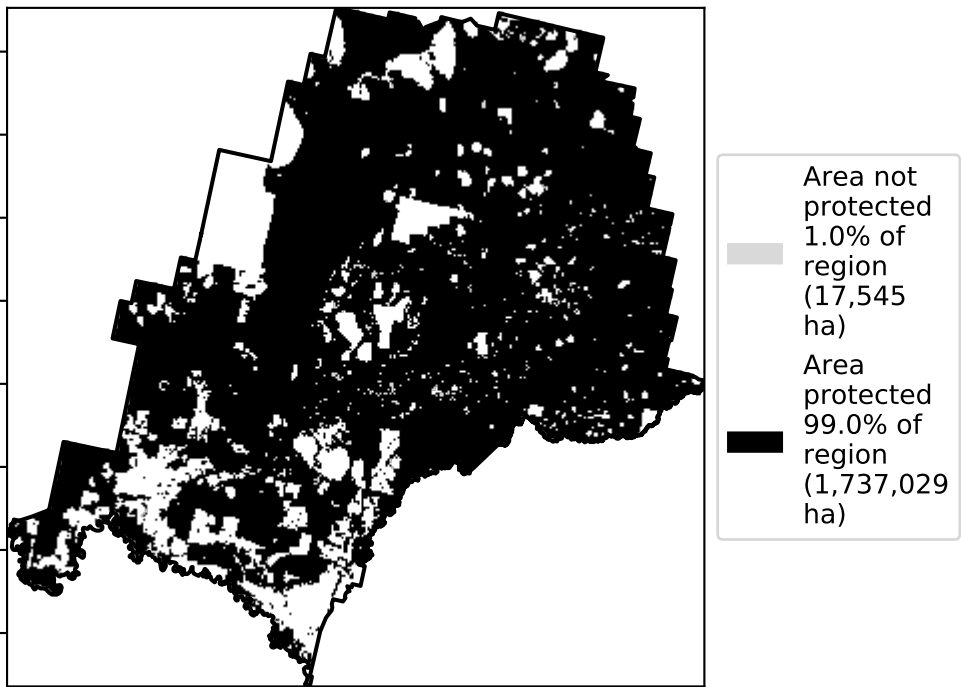 Area not
protected
1.0% of
region
(17,545
ha)
Area
protected
99.0% of
region
(1,737,029
ha)